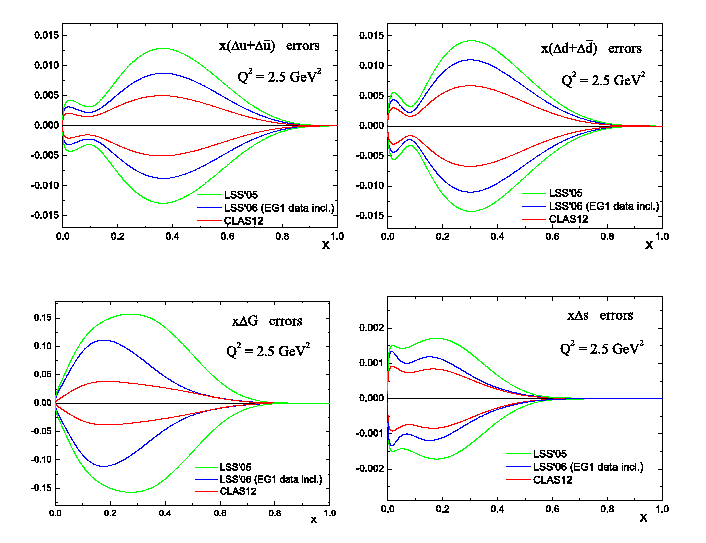 x(Δu+Δū) errors
Q² = 2.5 GeV²
0.015
0.010
0.005
0.000
-0.005
-0.010
-0.015
LSS'05
LSS'06 (EG1 data incl.)
CLAS12
0.0 0.2 0.4 0.6 0.8 1.0
X
x(Δd+Δd̄) errors
Q² = 2.5 GeV²
0.015
0.010
0.005
0.000
-0.005
-0.010
-0.015
LSS'05
LSS'06 (EG1 data incl.)
CLAS12
0.0 0.2 0.4 0.6 0.8 1.0
X
xΔG errors
Q² = 2.5 GeV²
0.15
0.10
0.05
0.00
-0.05
-0.10
-0.15
LSS'05
LSS'06 (EG1 data incl.)
CLAS12
0.0 0.2 0.4 0.6 0.8 1.0
X
xΔs errors
Q² = 2.5 GeV²
0.002
0.001
0.000
-0.001
-0.002
LSS'05
LSS'06 (EG1 data incl.)
CLAS12
0.0 0.2 0.4 0.6 0.8 1.0
X